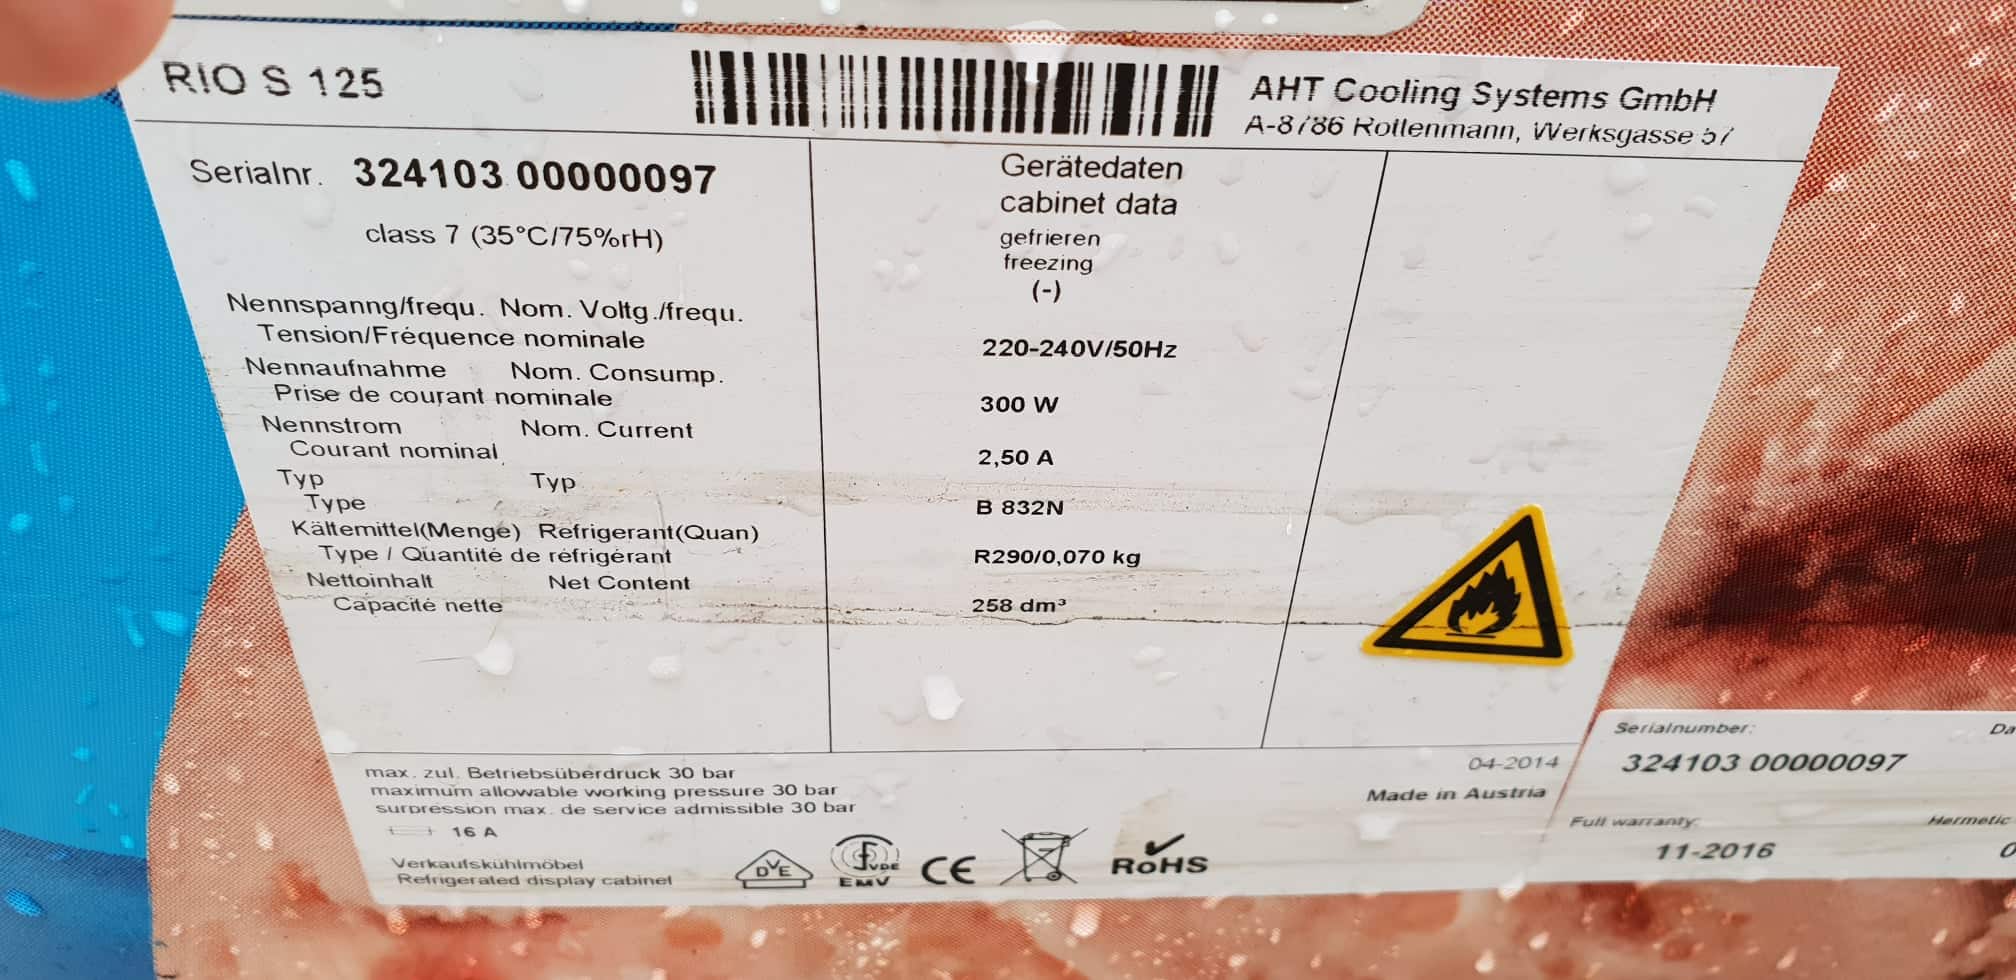 RIO S 125
AHT Cooling Systems GmbH
A-8786 Rottenmann, Werksgasse 57
Serialnr. 324103 00000097
class 7 (35°C/75%rH)
Gerätedaten
cabinet data
gefrieren
freezing
(-)
Nennspanng/frequ. Nom. Voltg./frequ.
Tension/Fréquence nominale
220-240V/50Hz
Nennaufnahme Nom. Consump.
Prise de courant nominale
300 W
Nennstrom Nom. Current
Courant nominal
2,50 A
Typ Typ
Type
B 832N
Kältemittel(Menge) Refrigerant(Quan)
Type / Quantité de réfrigérant
R290/0,070 kg
Nettoinhalt Net Content
Capacité nette
258 dm³
max. zul. Betriebsüberdruck 30 bar
maximum allowable working pressure 30 bar
surpression max. de service admissible 30 bar
16 A
Verkaufskühlmöbel
Refrigerated display cabinet
DVE
VDE
EMV
CE
RoHS
04-2014
Made in Austria
Serialnumber: Da
324103 00000097
Full warranty: Hermetic
11-2016 0